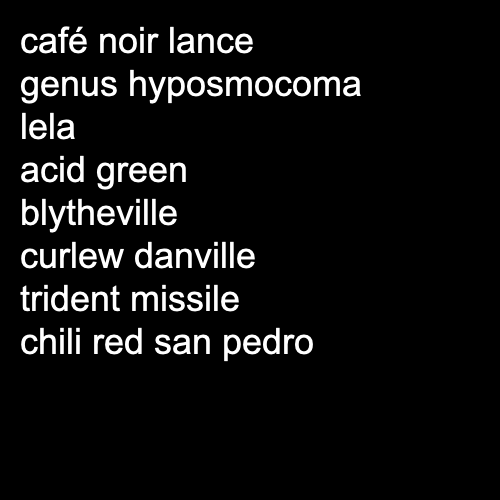 café noir lance
genus hyposmocoma
lela
acid green
blytheville
curlew danville
trident missile
chili red san pedro